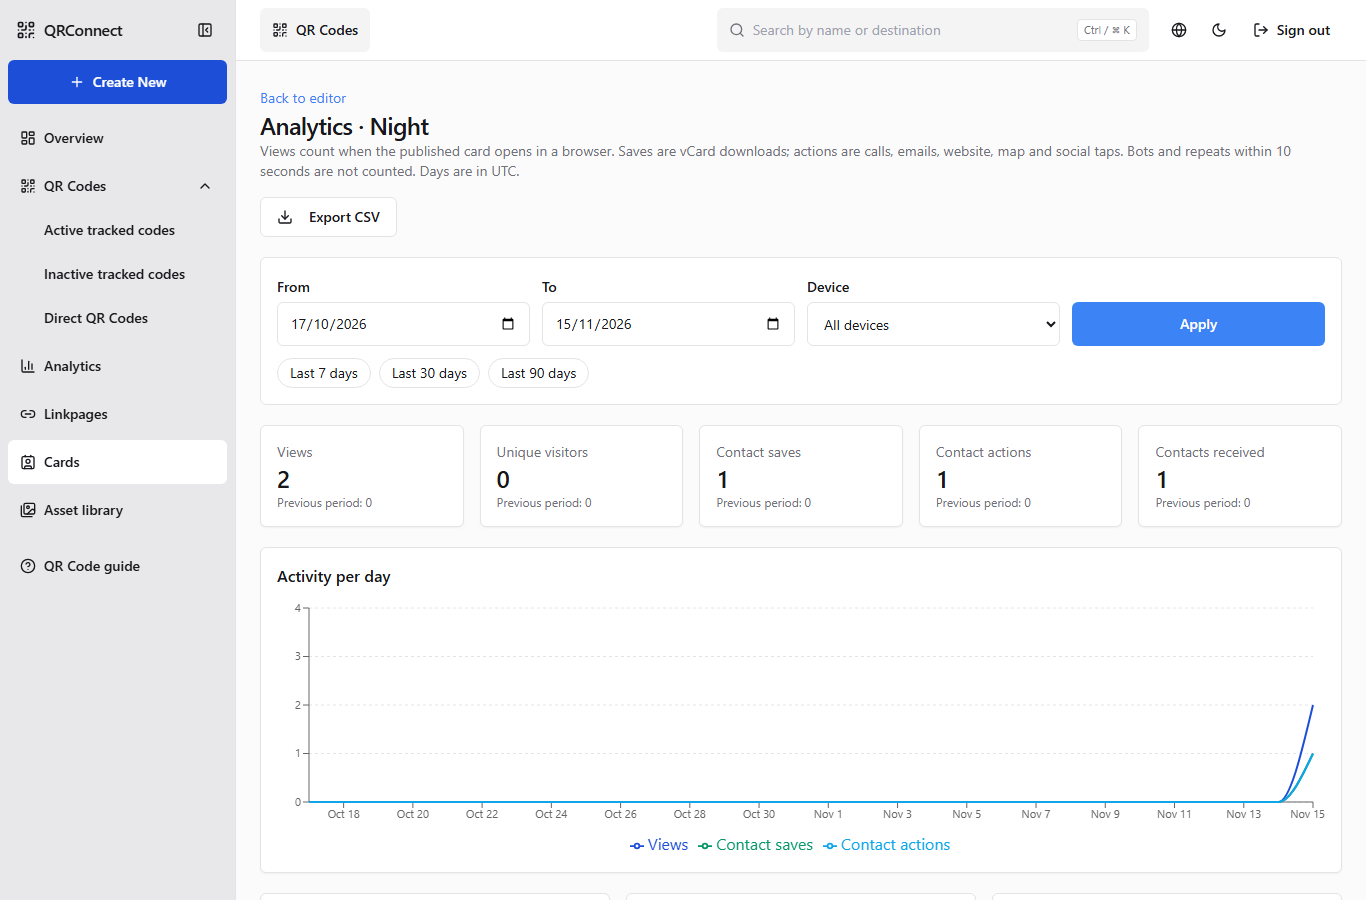 QRConnect
Create New
Overview
QR Codes
Active tracked codes
Inactive tracked codes
Direct QR Codes
Analytics
Linkpages
Cards
Asset library
QR Code guide
QR Codes
Search by name or destination
Ctrl / ⌘ K
Sign out
Back to editor
Analytics · Night
Views count when the published card opens in a browser. Saves are vCard downloads; actions are calls, emails, website, map and social taps. Bots and repeats within 10
seconds are not counted. Days are in UTC.
Export CSV
From
To
Device
17/10/2026
15/11/2026
All devices
Apply
Last 7 days
Last 30 days
Last 90 days
Views
2
Previous period: 0
Unique visitors
0
Previous period: 0
Contact saves
1
Previous period: 0
Contact actions
1
Previous period: 0
Contacts received
1
Previous period: 0
Activity per day
4
3
2
1
0
Oct 18 Oct 20 Oct 22 Oct 24 Oct 26 Oct 28 Oct 30 Nov 1 Nov 3 Nov 5 Nov 7 Nov 9 Nov 11 Nov 13 Nov 15
Views Contact saves Contact actions